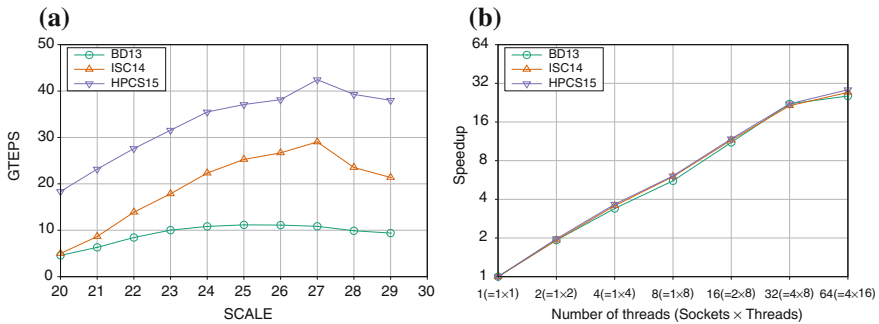 (a)
50
40
30
20
10
0
GTEPS
BD13
ISC14
HPCS15
20 21 22 23 24 25 26 27 28 29 30
SCALE
(b)
64
32
16
8
4
2
1
Speedup
BD13
ISC14
HPCS15
1(=1×1) 2(=1×2) 4(=1×4) 8(=1×8) 16(=2×8) 32(=4×8) 64(=4×16)
Number of threads (Sockets × Threads)